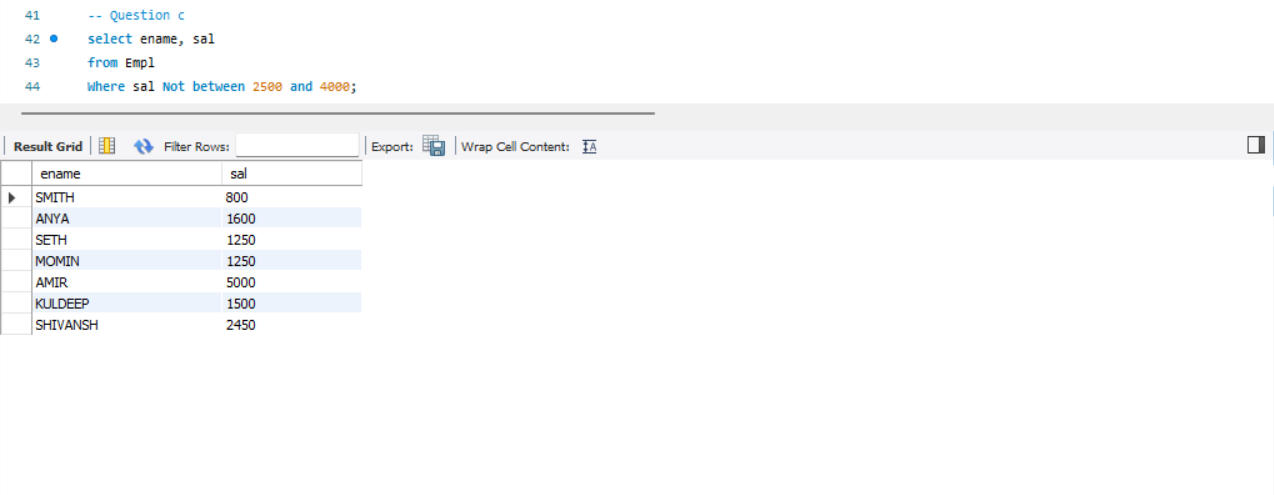 41 -- Question c
42 select ename, sal
43 from Empl
44 Where sal Not between 2500 and 4000;
Result Grid Filter Rows: Export: Wrap Cell Content: IA
ename sal
SMITH 800
ANYA 1600
SETH 1250
MOMIN 1250
AMIR 5000
KULDEEP 1500
SHIVANSH 2450